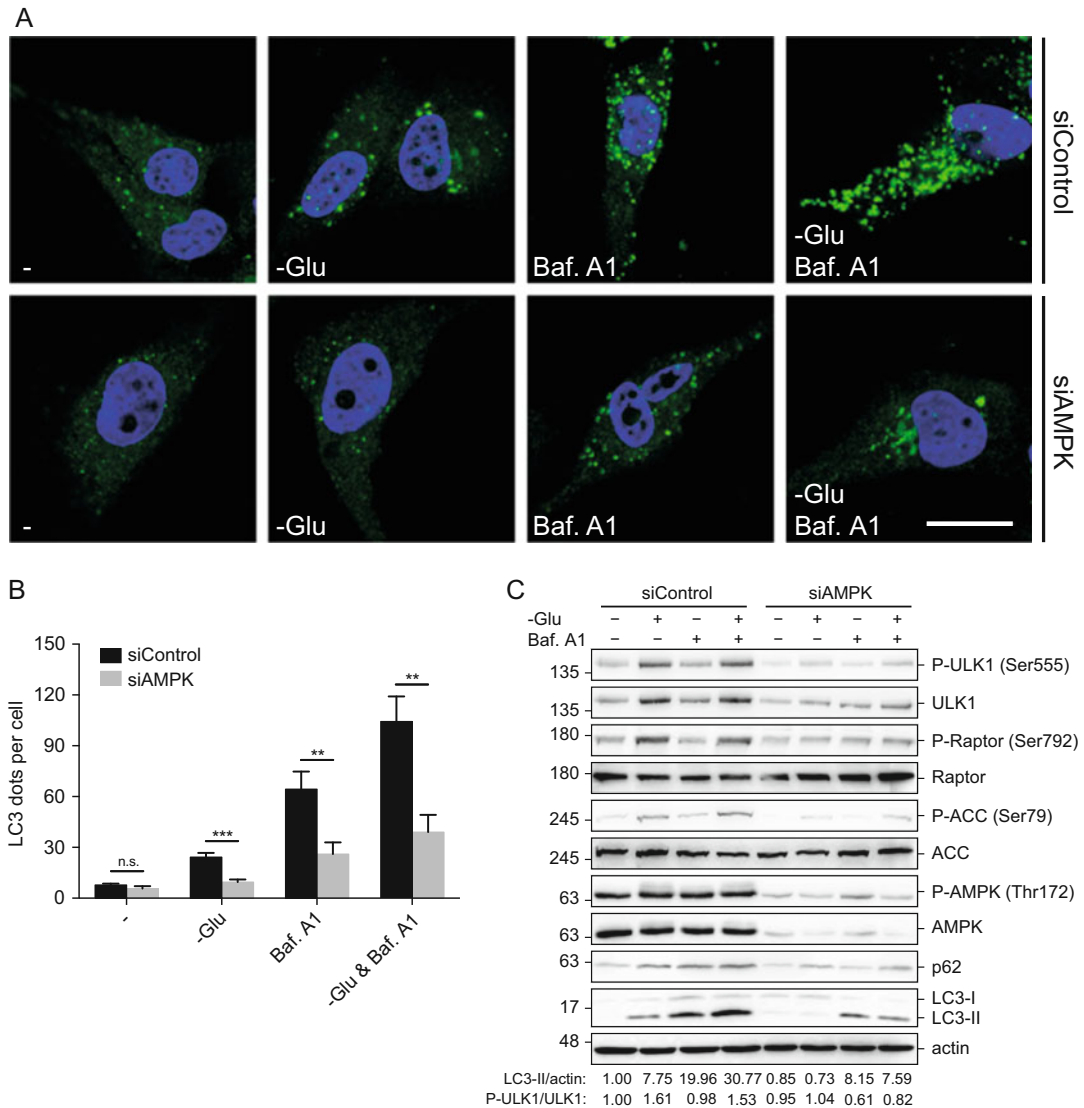 A
-
-Glu
Baf. A1
-Glu
Baf. A1
siControl
-
-Glu
Baf. A1
-Glu
Baf. A1
siAMPK
B
150
120
90
60
30
0
LC3 dots per cell
siControl
siAMPK
n.s.
***
**
**
-
-Glu
Baf. A1
-Glu & Baf. A1
C
siControl siAMPK
-Glu – + – + – + – +
Baf. A1 – – + + – – + +
135 P-ULK1 (Ser555)
135 ULK1
180 P-Raptor (Ser792)
180 Raptor
245 P-ACC (Ser79)
245 ACC
63 P-AMPK (Thr172)
63 AMPK
63 p62
17 LC3-I
LC3-II
48 actin
LC3-II/actin: 1.00 7.75 19.96 30.77 0.85 0.73 8.15 7.59
P-ULK1/ULK1: 1.00 1.61 0.98 1.53 0.95 1.04 0.61 0.82